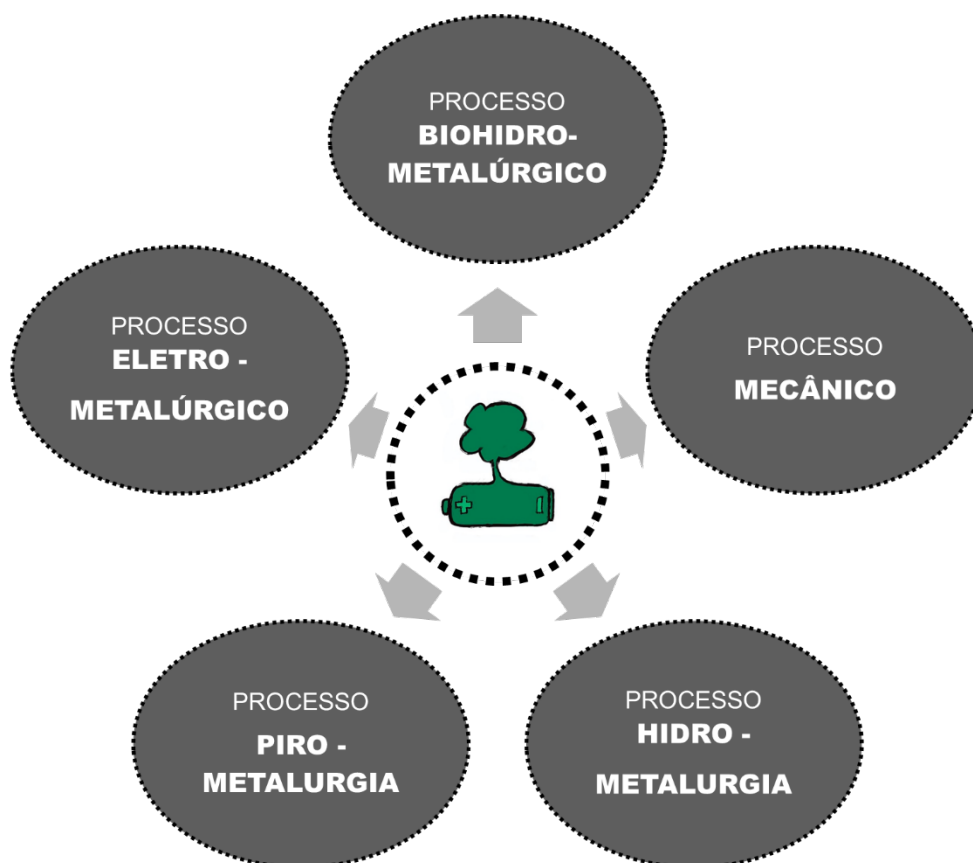 PROCESSO
BIOHIDRO-
METALÚRGICO
PROCESSO
ELETRO -
METALÚRGICO
PROCESSO
MECÂNICO
PROCESSO
PIRO -
METALURGIA
PROCESSO
HIDRO -
METALURGIA